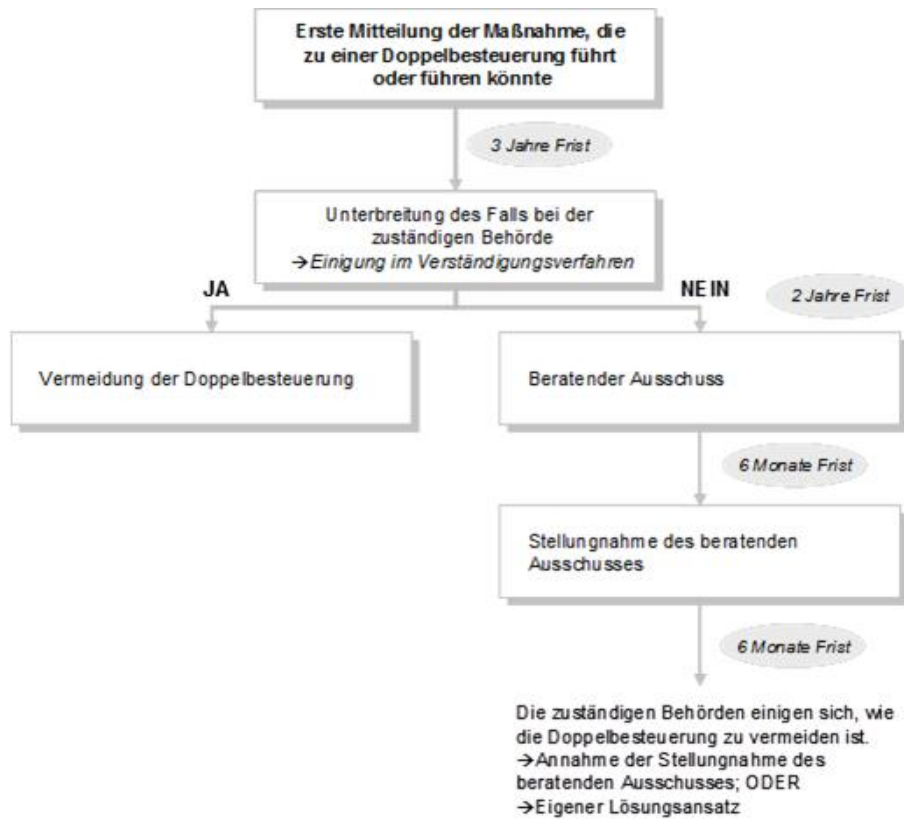 Erste Mitteilung der Maßnahme, die
zu einer Doppelbesteuerung führt
oder führen könnte
3 Jahre Frist
Unterbreitung des Falls bei der
zuständigen Behörde
→Einigung im Verständigungsverfahren
JA
NEIN
2 Jahre Frist
Vermeidung der Doppelbesteuerung
Beratender Ausschuss
6 Monate Frist
Stellungnahme des beratenden
Ausschusses
6 Monate Frist
Die zuständigen Behörden einigen sich, wie
die Doppelbesteuerung zu vermeiden ist.
→Annahme der Stellungnahme des
beratenden Ausschusses; ODER
→Eigener Lösungsansatz